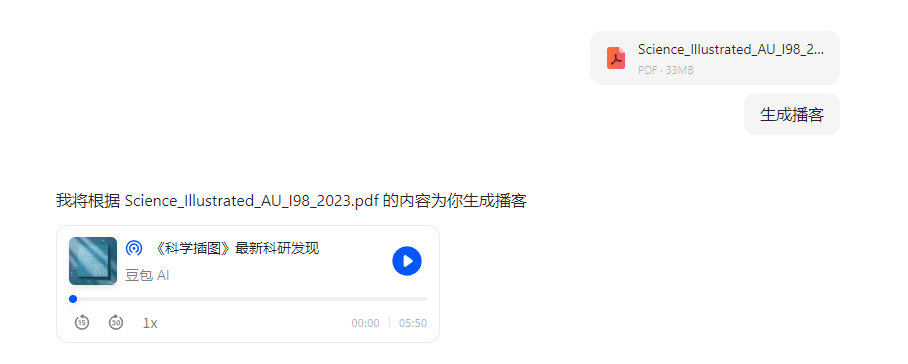 Science_Illustrated_AU_I98_2...
PDF · 33MB
生成播客
我将根据 Science_Illustrated_AU_I98_2023.pdf 的内容为你生成播客
《科学插图》最新科研发现
豆包 AI
15 30 1x 00:00 05:50